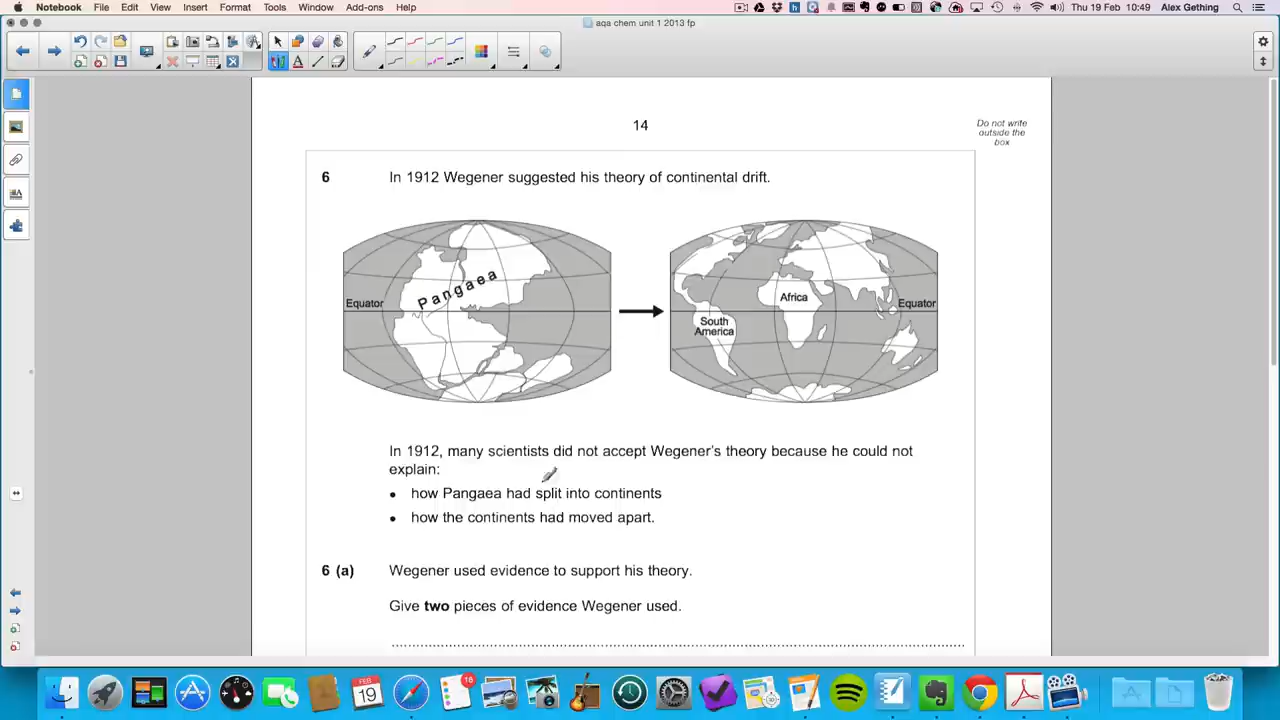 Notebook File Edit View Insert Format Tools Window Add-ons Help Thu 19 Feb 10:49 Alex Gething
aqa chem unit 1 2013 fp
14
Do not write
outside the
box
6 In 1912 Wegener suggested his theory of continental drift.
Equator
Pangaea
Africa
South
America
Equator
In 1912, many scientists did not accept Wegener's theory because he could not
explain:
• how Pangaea had split into continents
• how the continents had moved apart.
6 (a) Wegener used evidence to support his theory.
Give two pieces of evidence Wegener used.
FEB
19
18